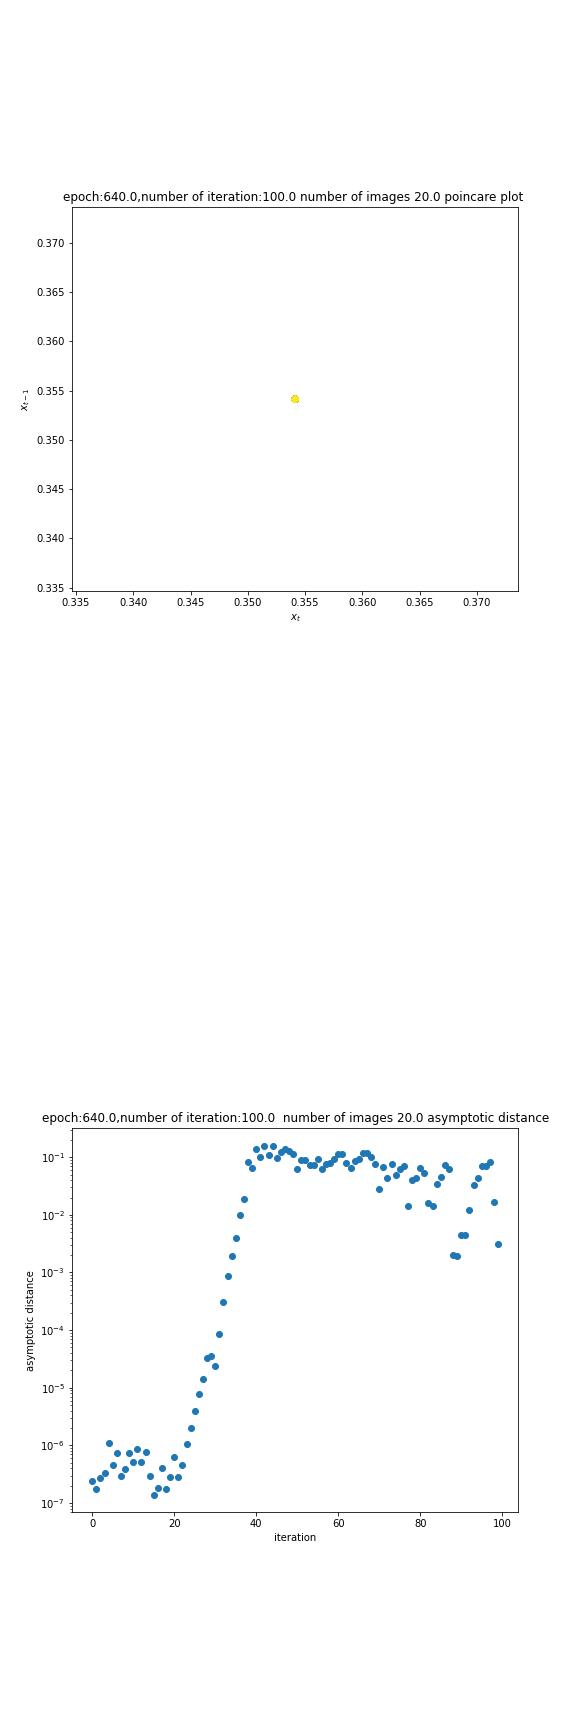 epoch:640.0,number of iteration:100.0 number of images 20.0 poincare plot
0.370
0.365
0.360
0.355
0.350
0.345
0.340
0.335
x_{t-1}
0.335 0.340 0.345 0.350 0.355 0.360 0.365 0.370
x_t
epoch:640.0,number of iteration:100.0  number of images 20.0 asymptotic distance
10^{-1}
10^{-2}
10^{-3}
10^{-4}
10^{-5}
10^{-6}
10^{-7}
asymptotic distance
0 20 40 60 80 100
iteration